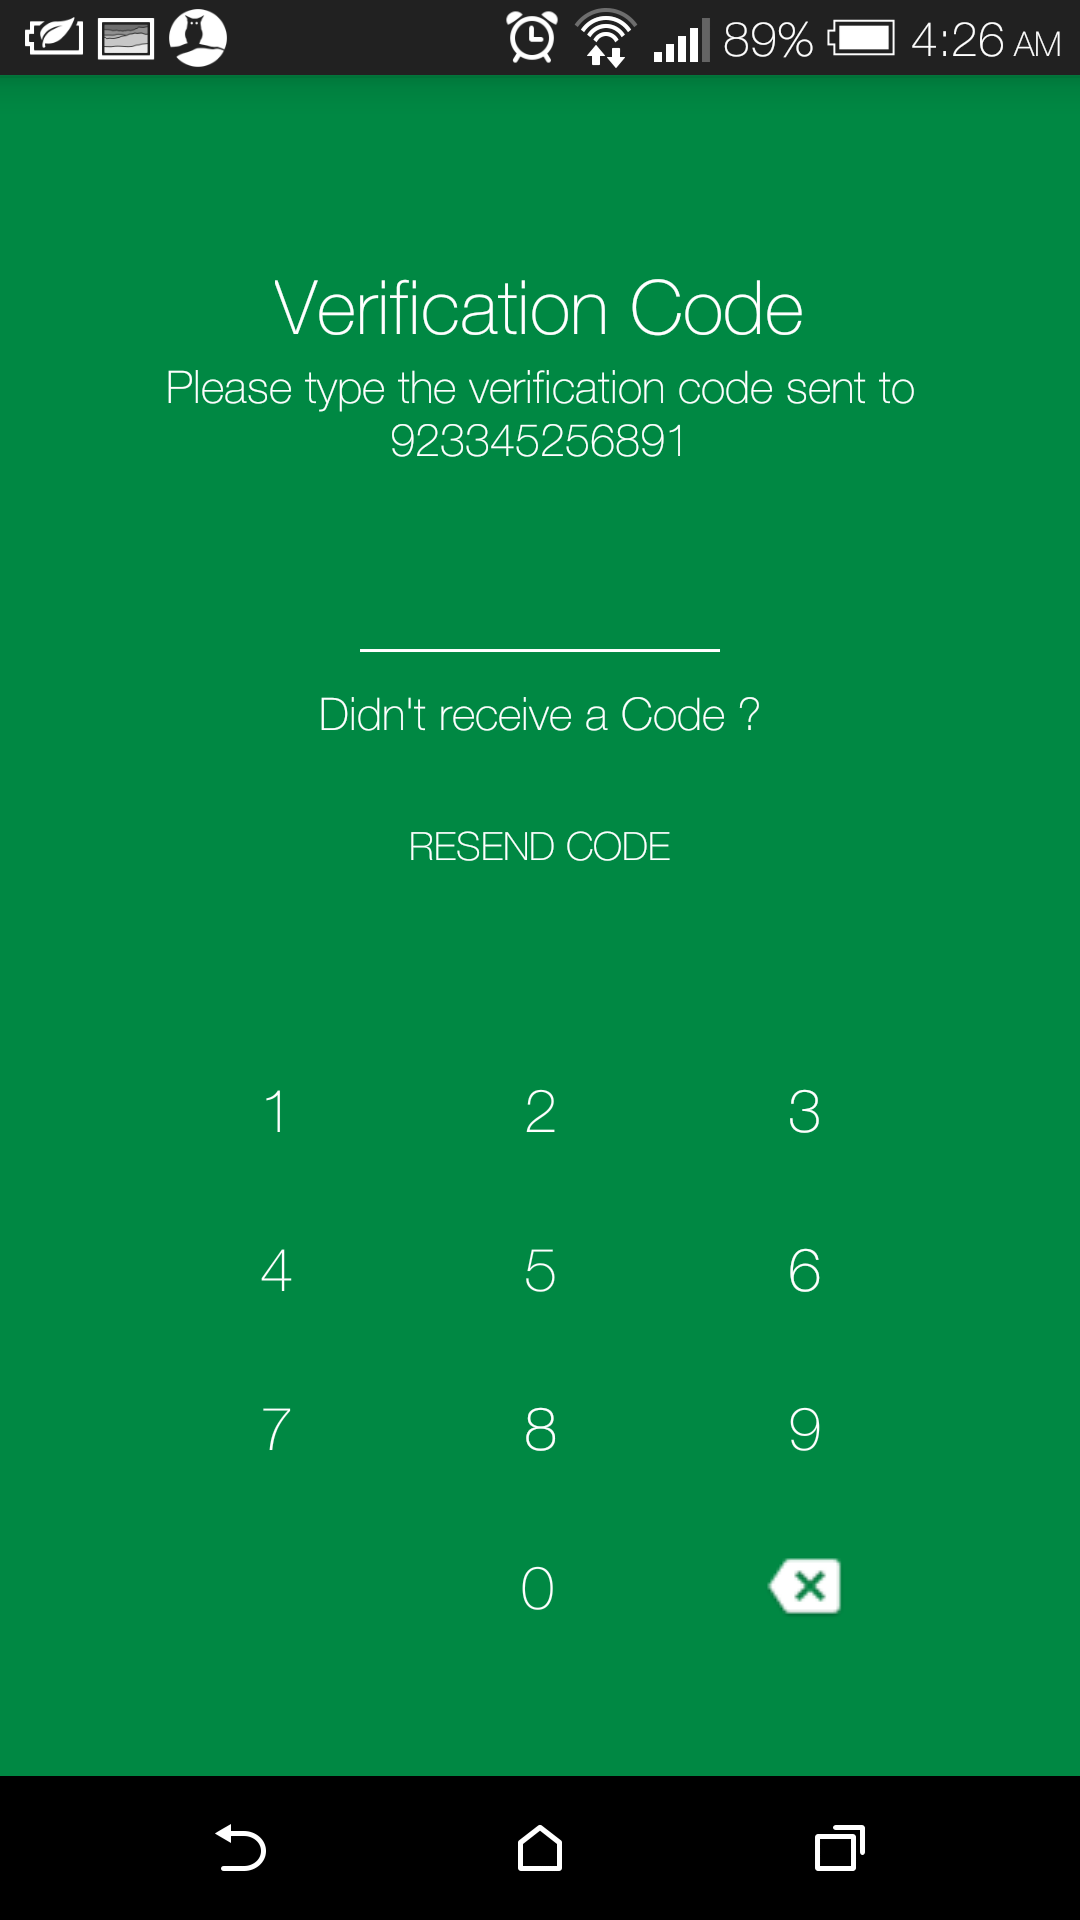 89% 4:26 AM
Verification Code
Please type the verification code sent to
923345256891
Didn't receive a Code ?
RESEND CODE
1 2 3
4 5 6
7 8 9
0